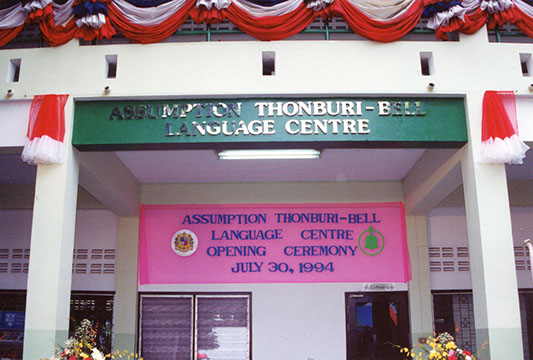 ASSUMPTION THONBURI-BELL
LANGUAGE CENTRE
ASSUMPTION THONBURI-BELL
LANGUAGE CENTRE
OPENING CEREMONY
JULY 30, 1994